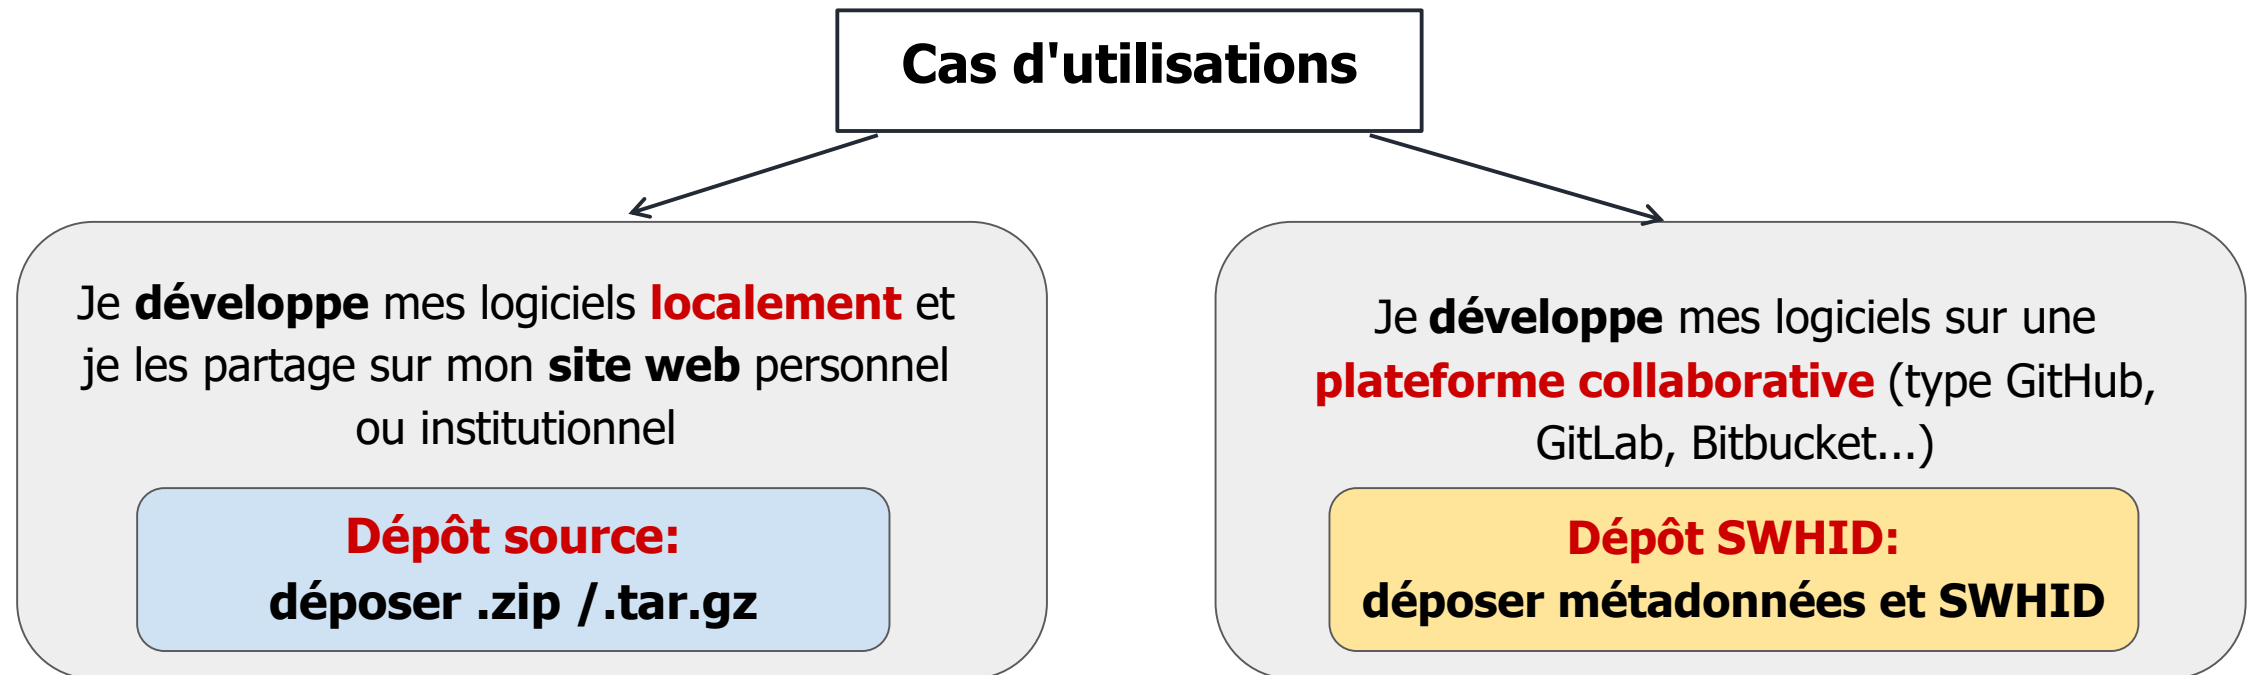 Cas d'utilisations
Je développe mes logiciels localement et
je les partage sur mon site web personnel
ou institutionnel
Dépôt source:
déposer .zip /.tar.gz
Je développe mes logiciels sur une
plateforme collaborative (type GitHub,
GitLab, Bitbucket...)
Dépôt SWHID:
déposer métadonnées et SWHID